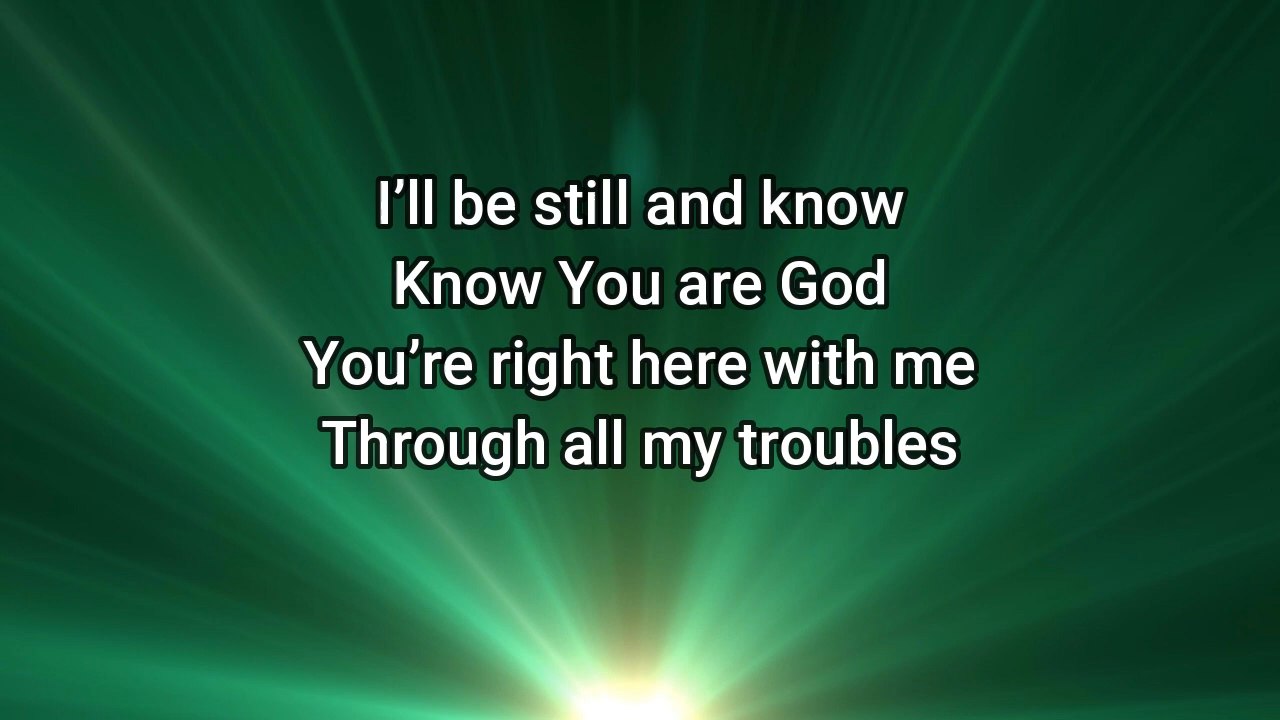 I’ll be still and know
Know You are God
You’re right here with me
Through all my troubles